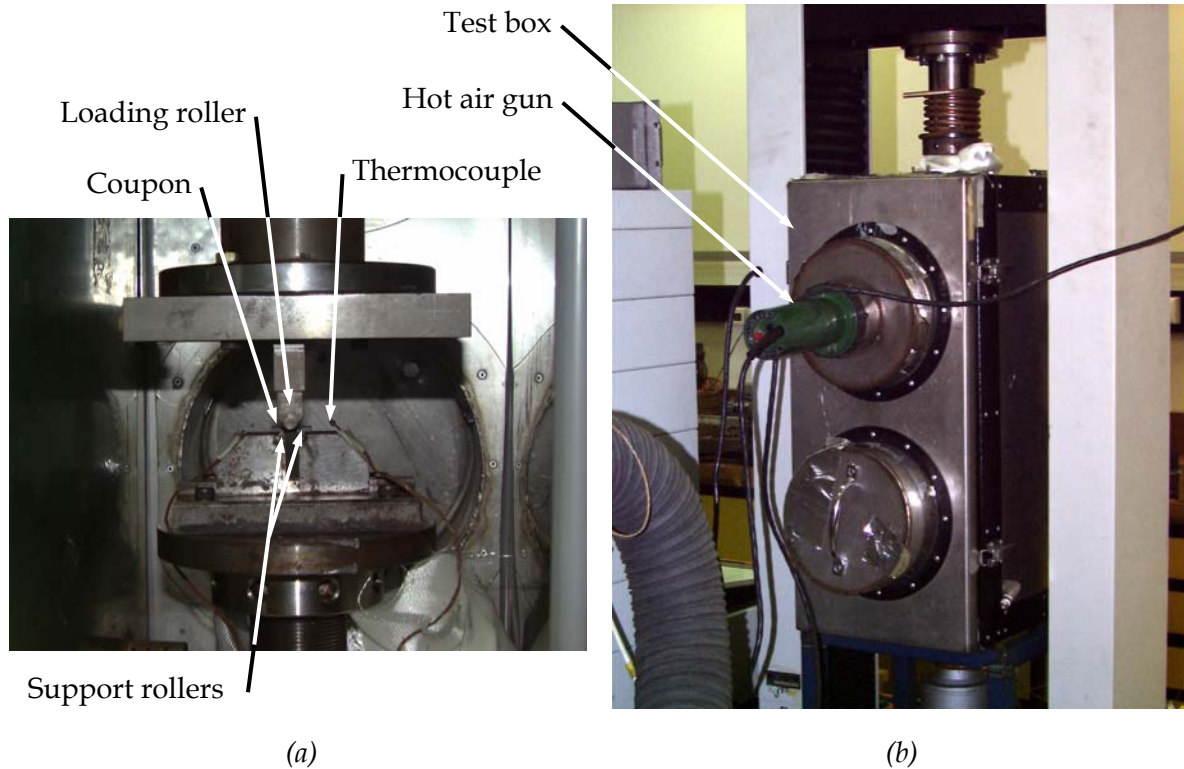 Test box
Hot air gun
Loading roller
Coupon
Thermocouple
Support rollers
(a)
(b)